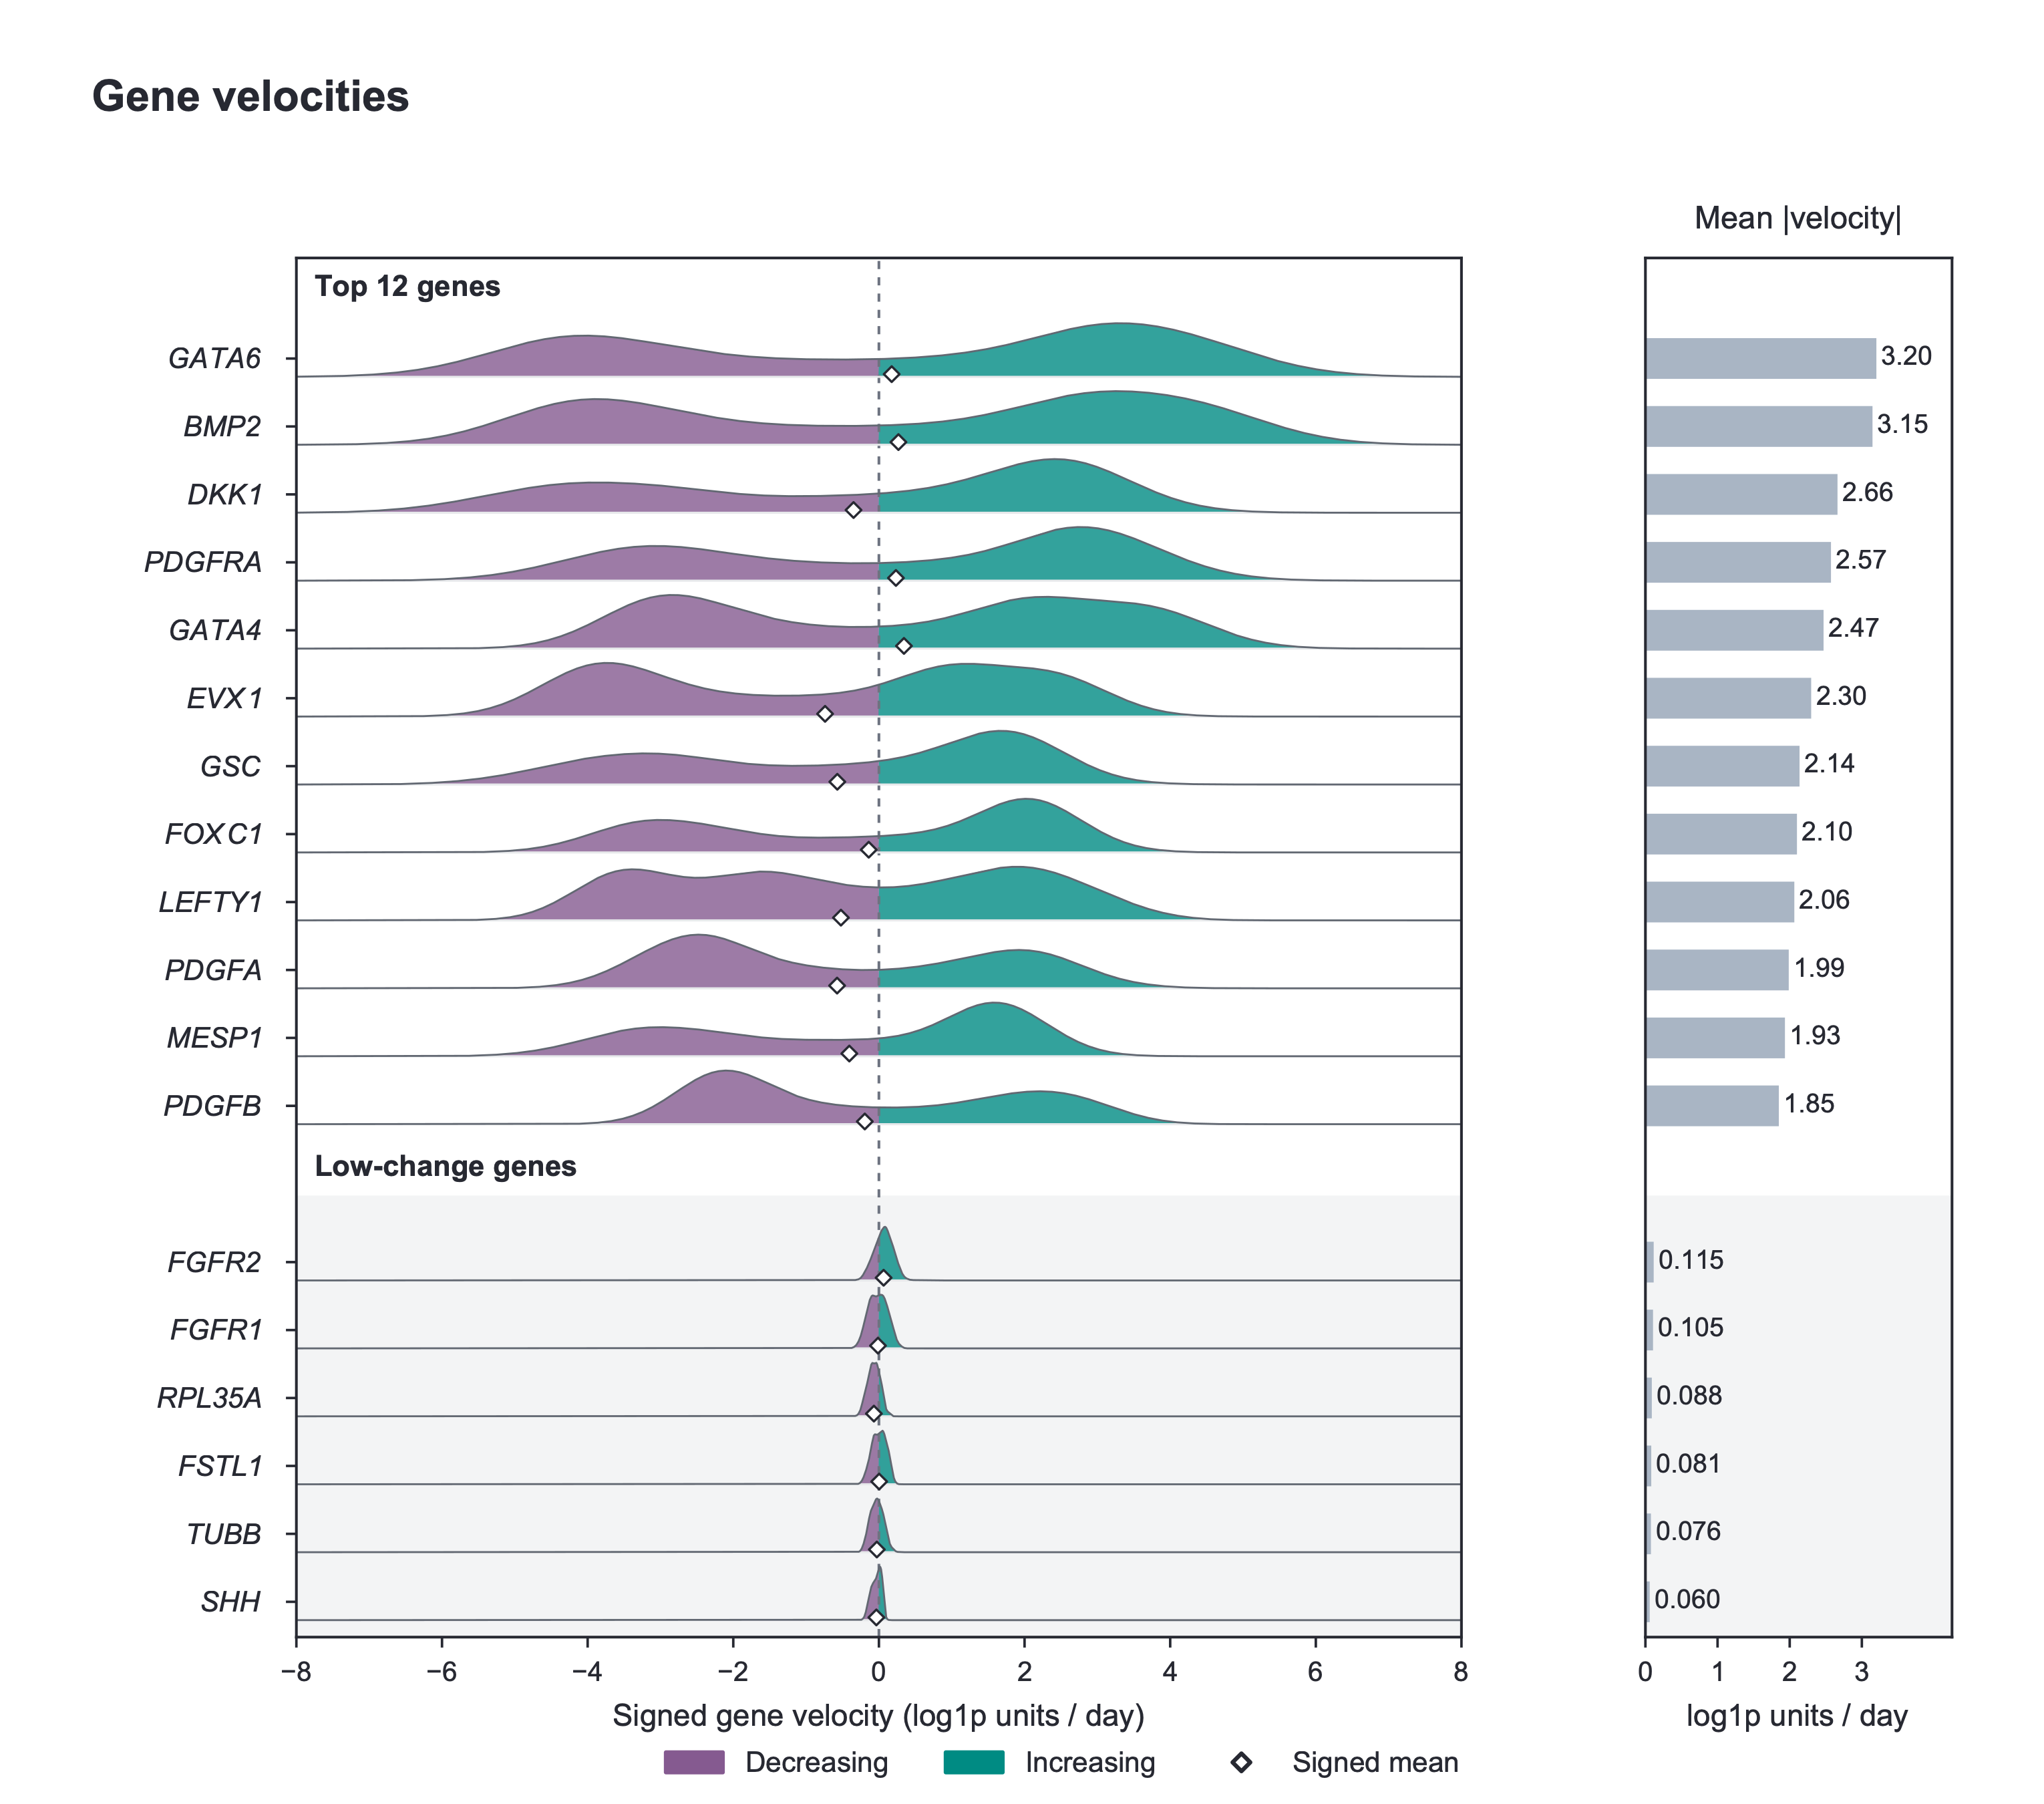 Gene velocities
Mean |velocity|
Top 12 genes
GATA6 3.20
BMP2 3.15
DKK1 2.66
PDGFRA 2.57
GATA4 2.47
EVX1 2.30
GSC 2.14
FOXC1 2.10
LEFTY1 2.06
PDGFA 1.99
MESP1 1.93
PDGFB 1.85
Low-change genes
FGFR2 0.115
FGFR1 0.105
RPL35A 0.088
FSTL1 0.081
TUBB 0.076
SHH 0.060
−8 −6 −4 −2 0 2 4 6 8 0 1 2 3
Signed gene velocity (log1p units / day) log1p units / day
Decreasing Increasing Signed mean